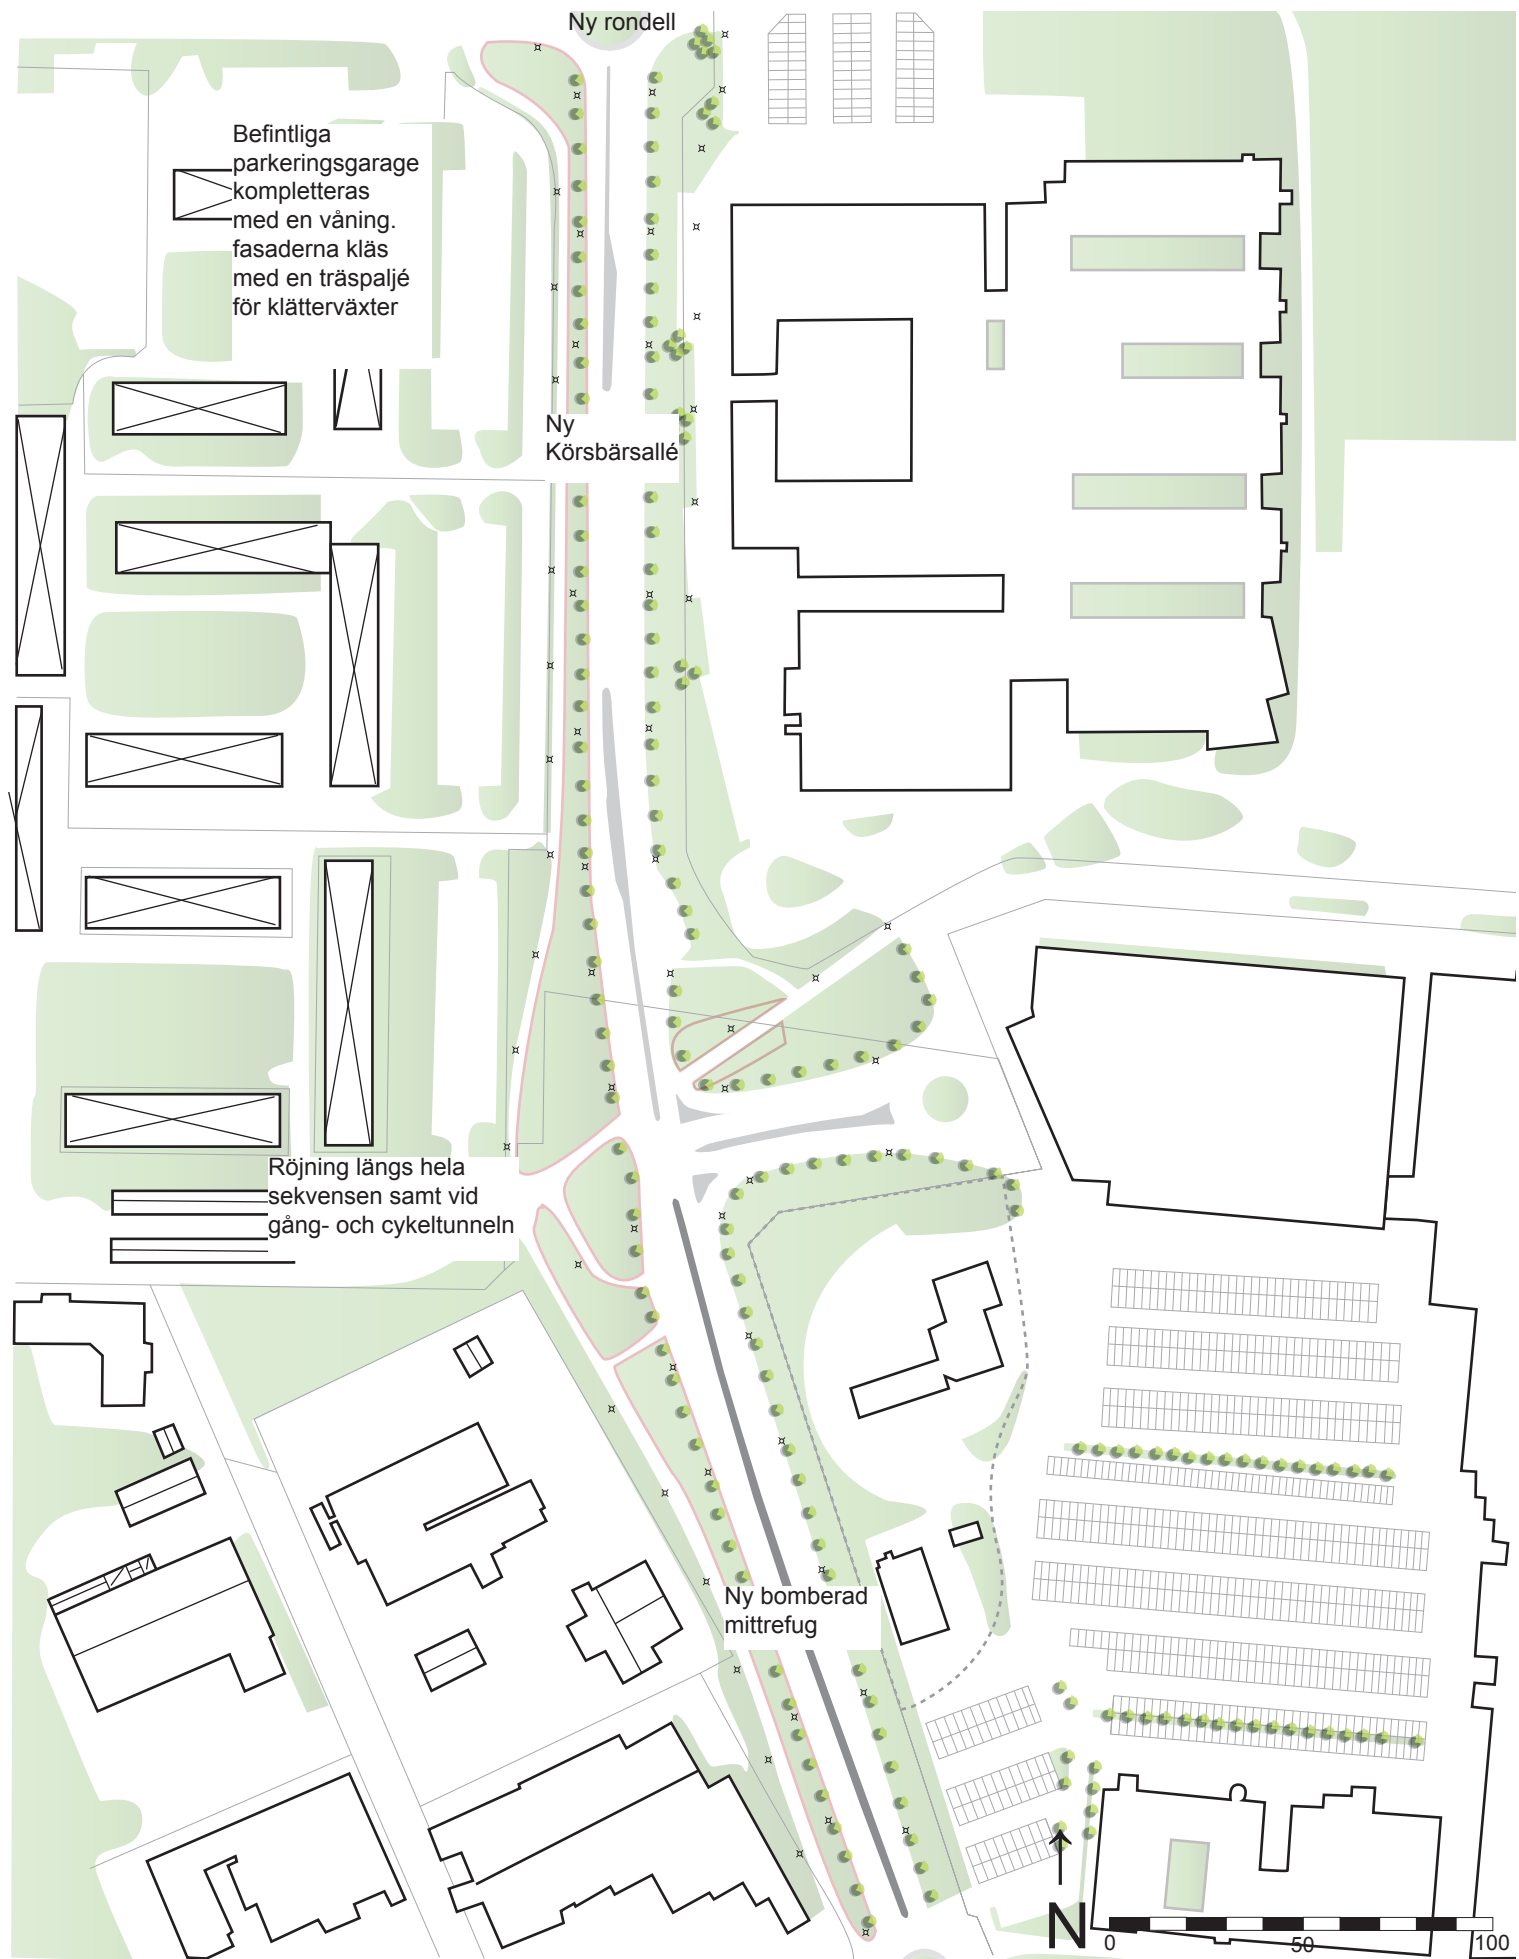 Ny rondell
Befintliga
parkeringsgarage
kompletteras
med en våning.
fasaderna kläs
med en träspaljé
för klätterväxter
Ny
Körsbärsallé
Röjning längs hela
sekvensen samt vid
gång- och cykeltunneln
Ny bomberad
mittrefug
N
0 50 100